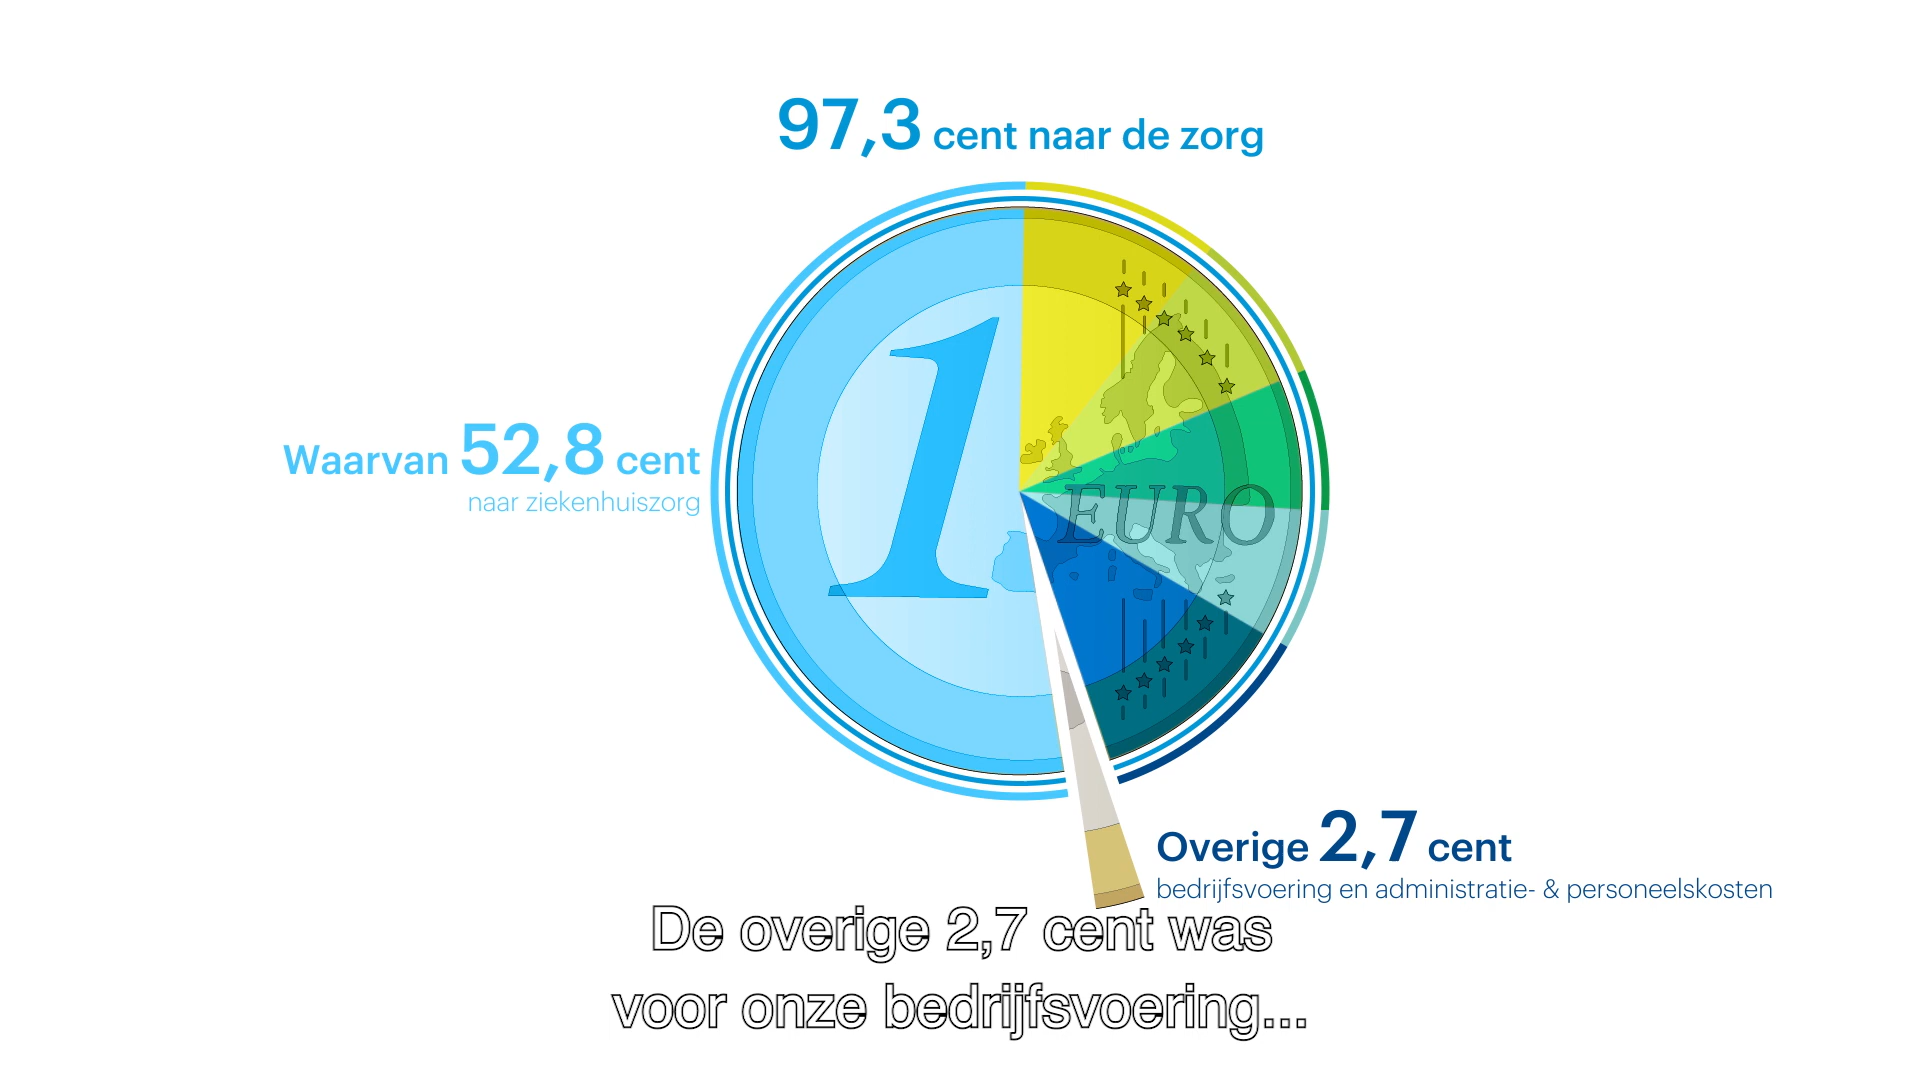 97,3 cent naar de zorg
Waarvan 52,8 cent
naar ziekenhuiszorg
1
EURO
Overige 2,7 cent
bedrijfsvoering en administratie- & personeelskosten
De overige 2,7 cent was
voor onze bedrijfsvoering...